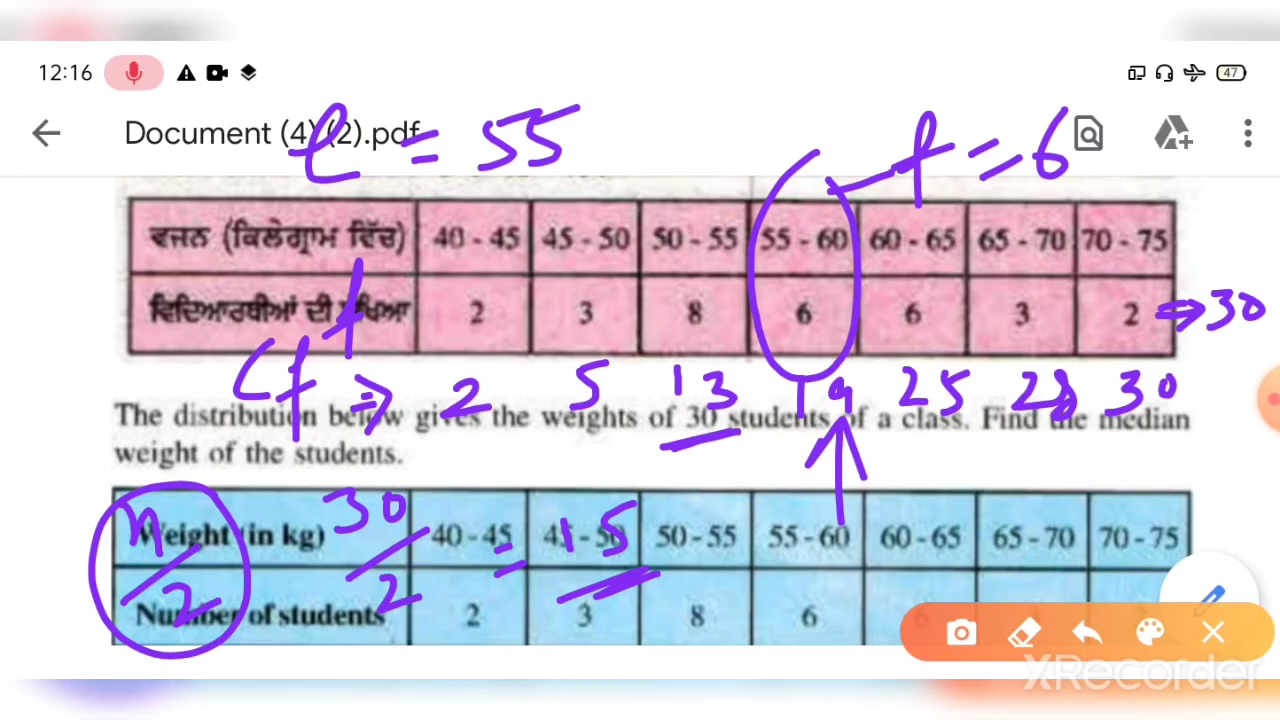 12:16
47
Document (4) (2).pdf
l = 55
f = 6
ਵਜਨ (ਕਿਲੋਗ੍ਰਾਮ ਵਿੱਚ) 40 - 45 45 - 50 50 - 55 55 - 60 60 - 65 65 - 70 70 - 75
f
ਵਿਦਿਆਰਥੀਆਂ ਦੀ 2 3 8 6 6 3 2 ⇒ 30
Cf ⇒ 2 5 13 19 25 28 30
The distribution below gives the weights of 30 students of a class. Find the median
weight of the students.
n/2 30/2 = 15
Weight (in kg) 40 - 45 45 - 50 50 - 55 55 - 60 60 - 65 65 - 70 70 - 75
Number of students 2 3 8 6
XRecorder